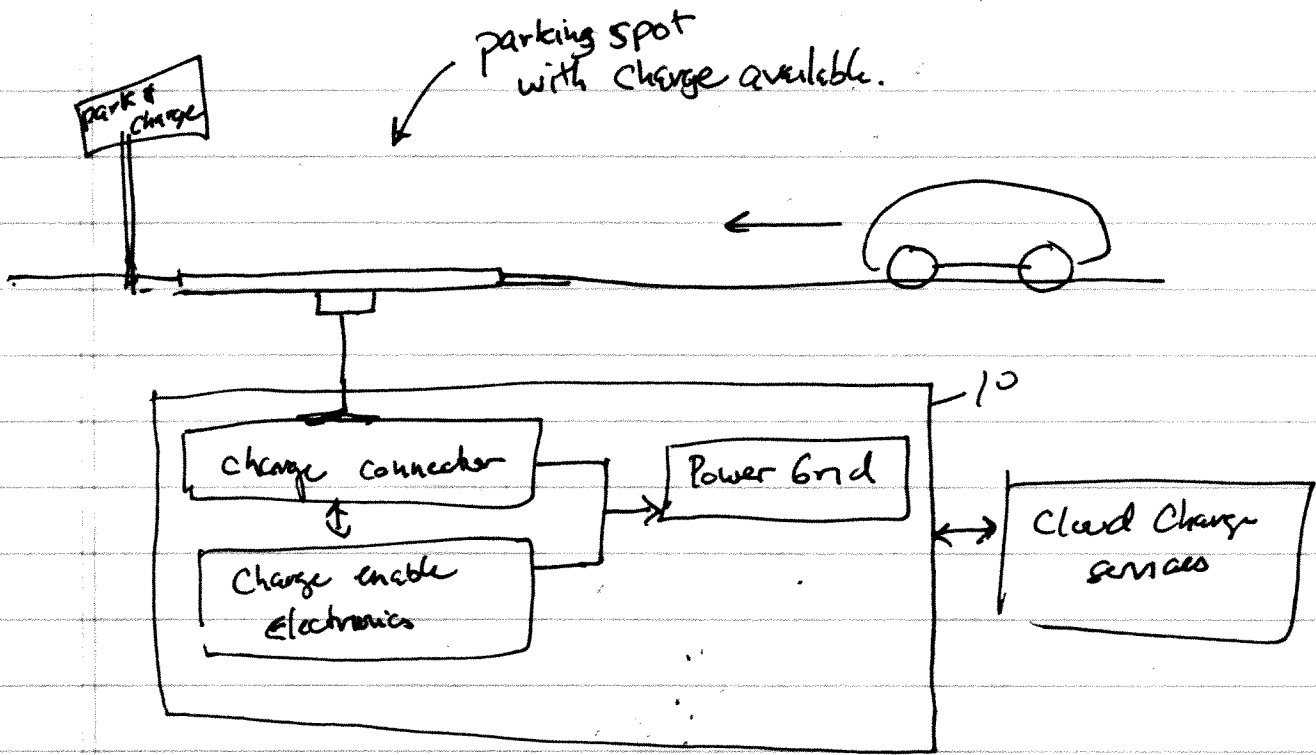 parking spot
with charge available.
park &
charge
10
Charge connector
Power Grid
Cloud Charge
services
Charge enable
Electronics